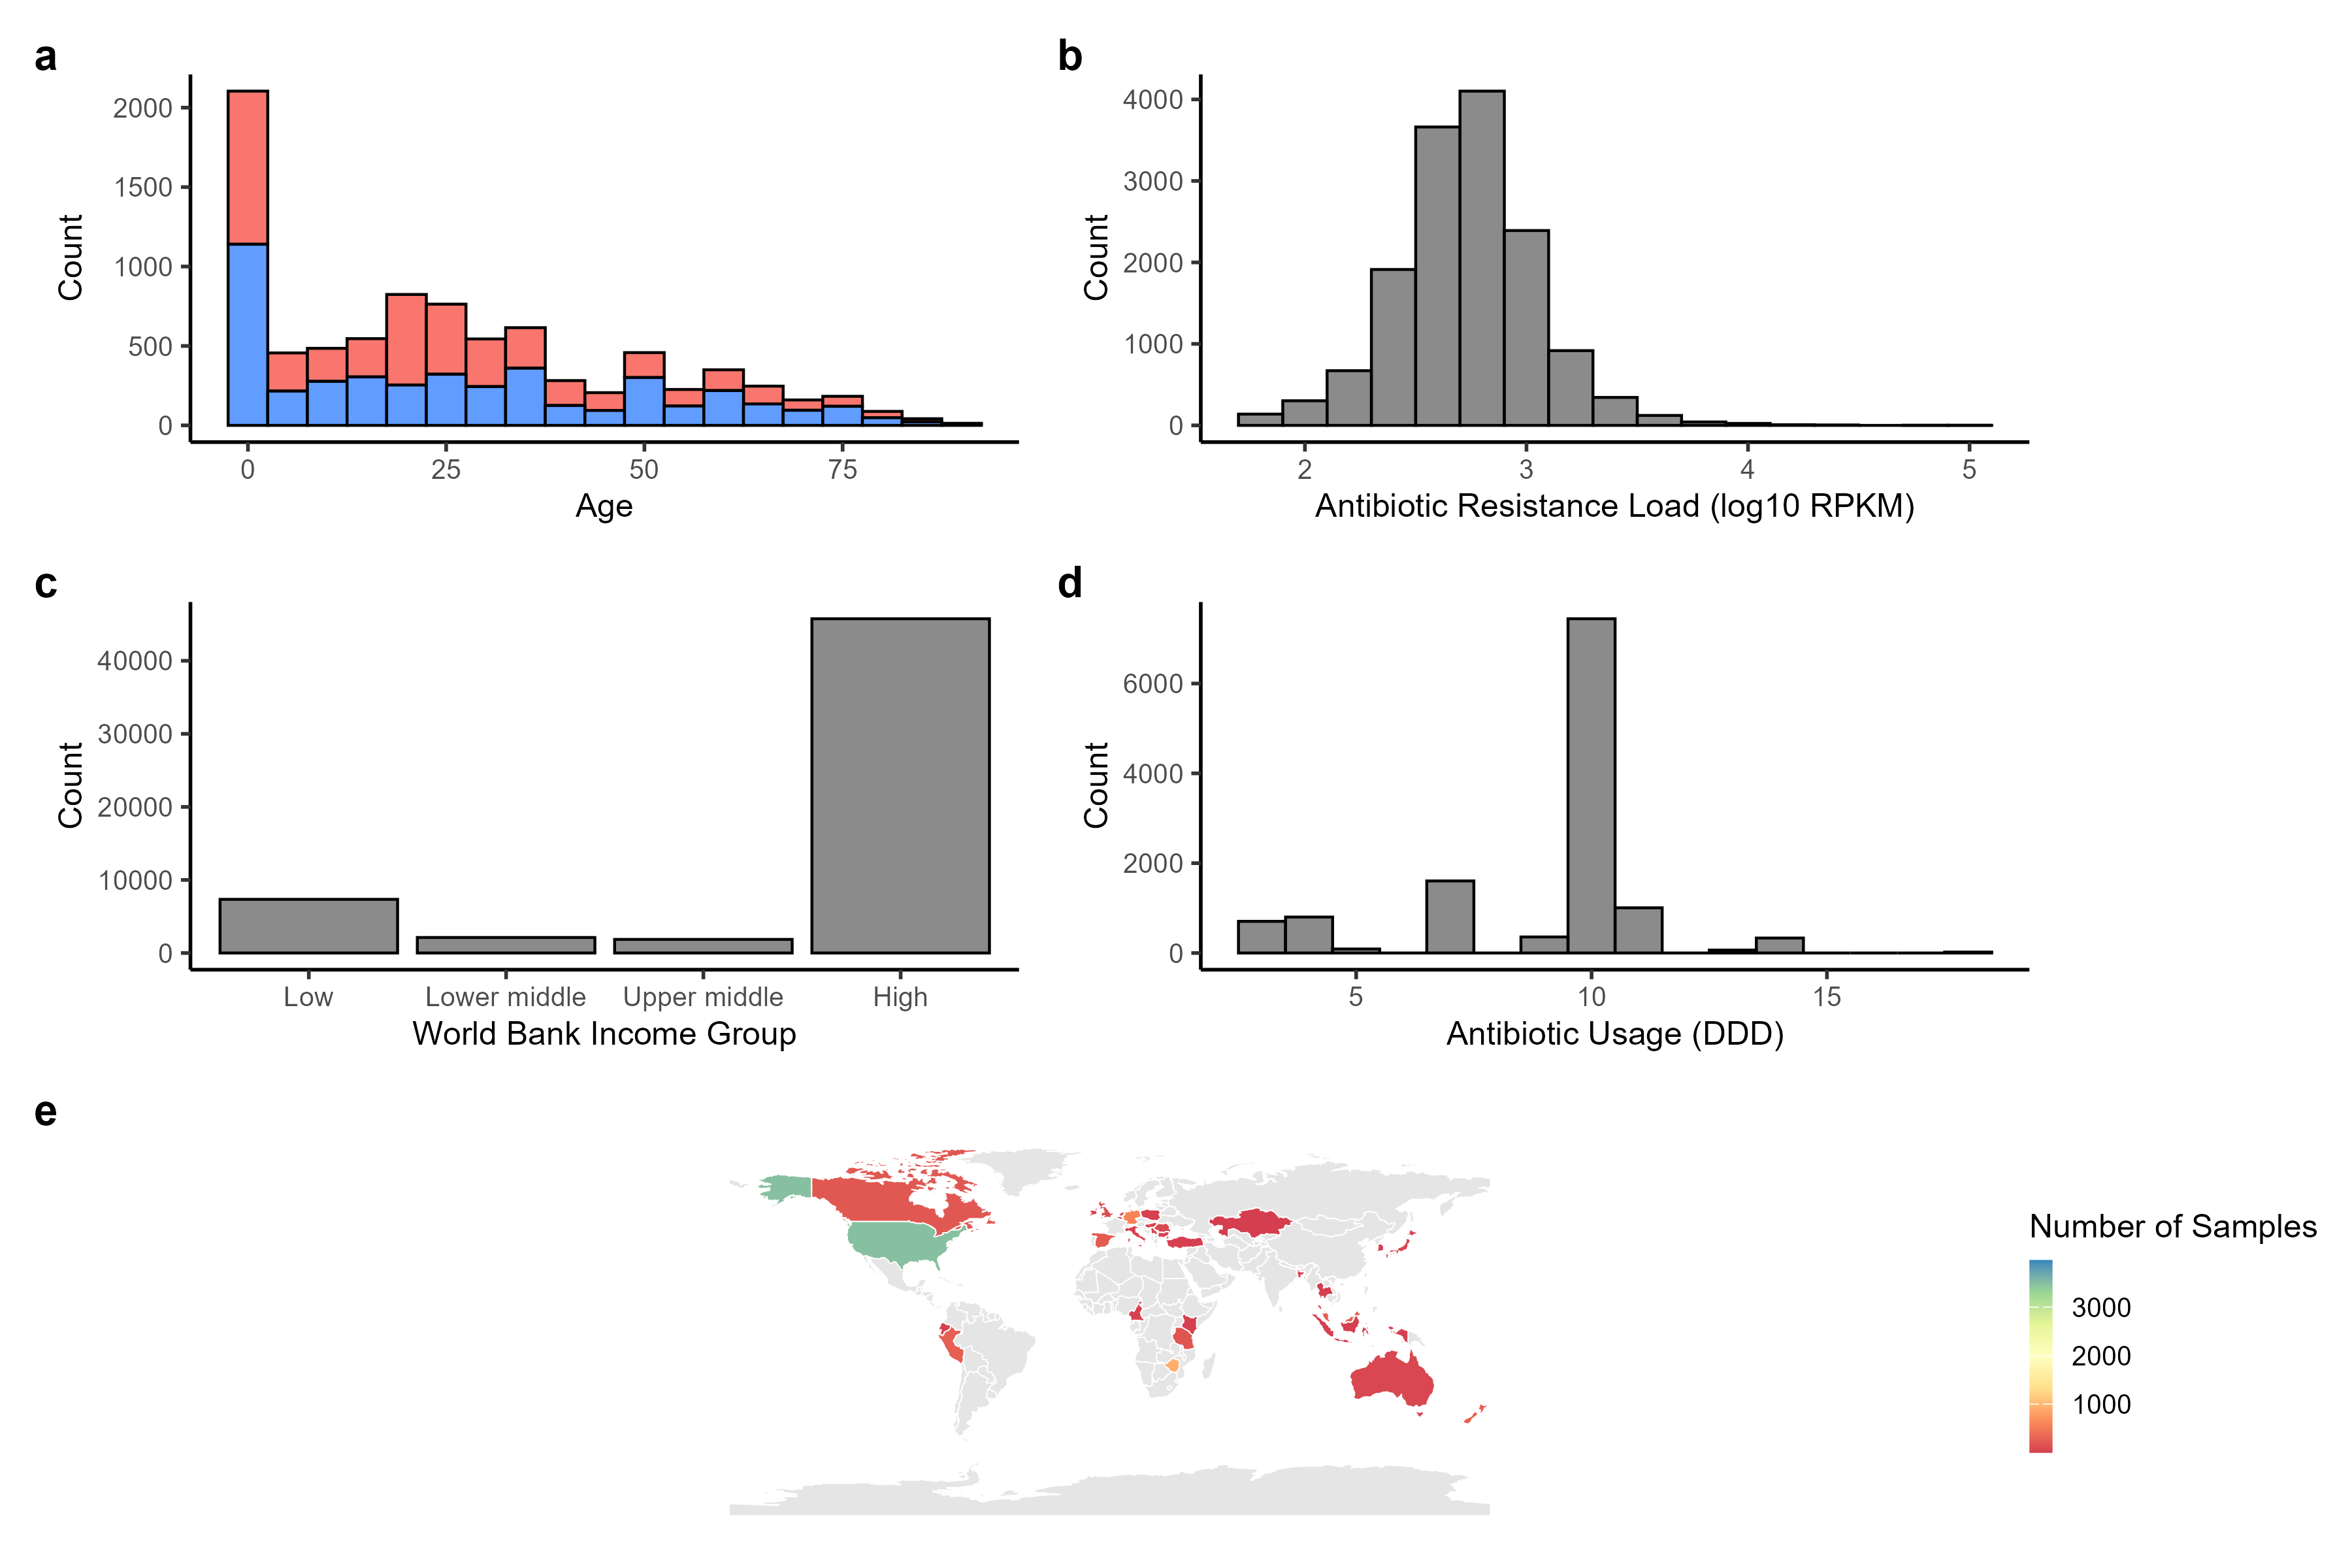 a
2000
1500
1000
500
0
Count
0 25 50 75
Age
b
4000
3000
2000
1000
0
Count
2 3 4 5
Antibiotic Resistance Load (log10 RPKM)
c
40000
30000
20000
10000
0
Count
Low Lower middle Upper middle High
World Bank Income Group
d
6000
4000
2000
0
Count
5 10 15
Antibiotic Usage (DDD)
e
Number of Samples
3000
2000
1000